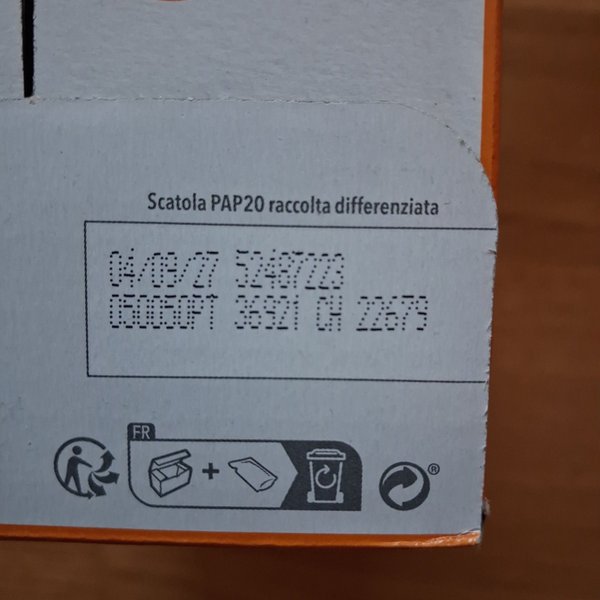 Scatola PAP20 raccolta differenziata
04/09/27 52487223
05005OPT 36921 CH 22679
FR
®